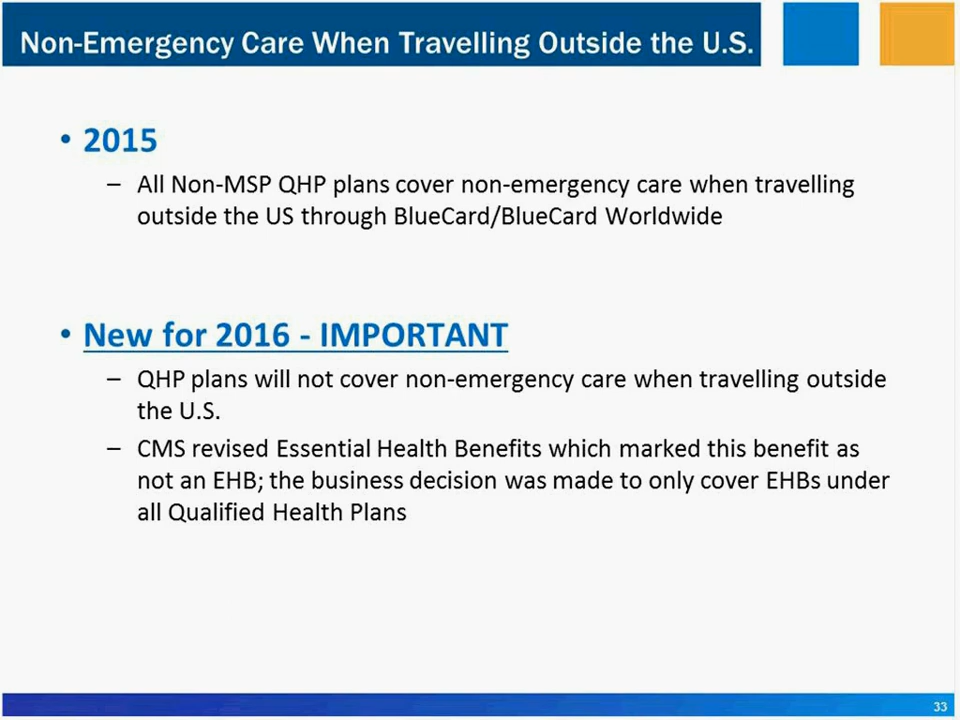 Non-Emergency Care When Travelling Outside the U.S.
• 2015
– All Non-MSP QHP plans cover non-emergency care when travelling
outside the US through BlueCard/BlueCard Worldwide
• New for 2016 - IMPORTANT
– QHP plans will not cover non-emergency care when travelling outside
the U.S.
– CMS revised Essential Health Benefits which marked this benefit as
not an EHB; the business decision was made to only cover EHBs under
all Qualified Health Plans
33